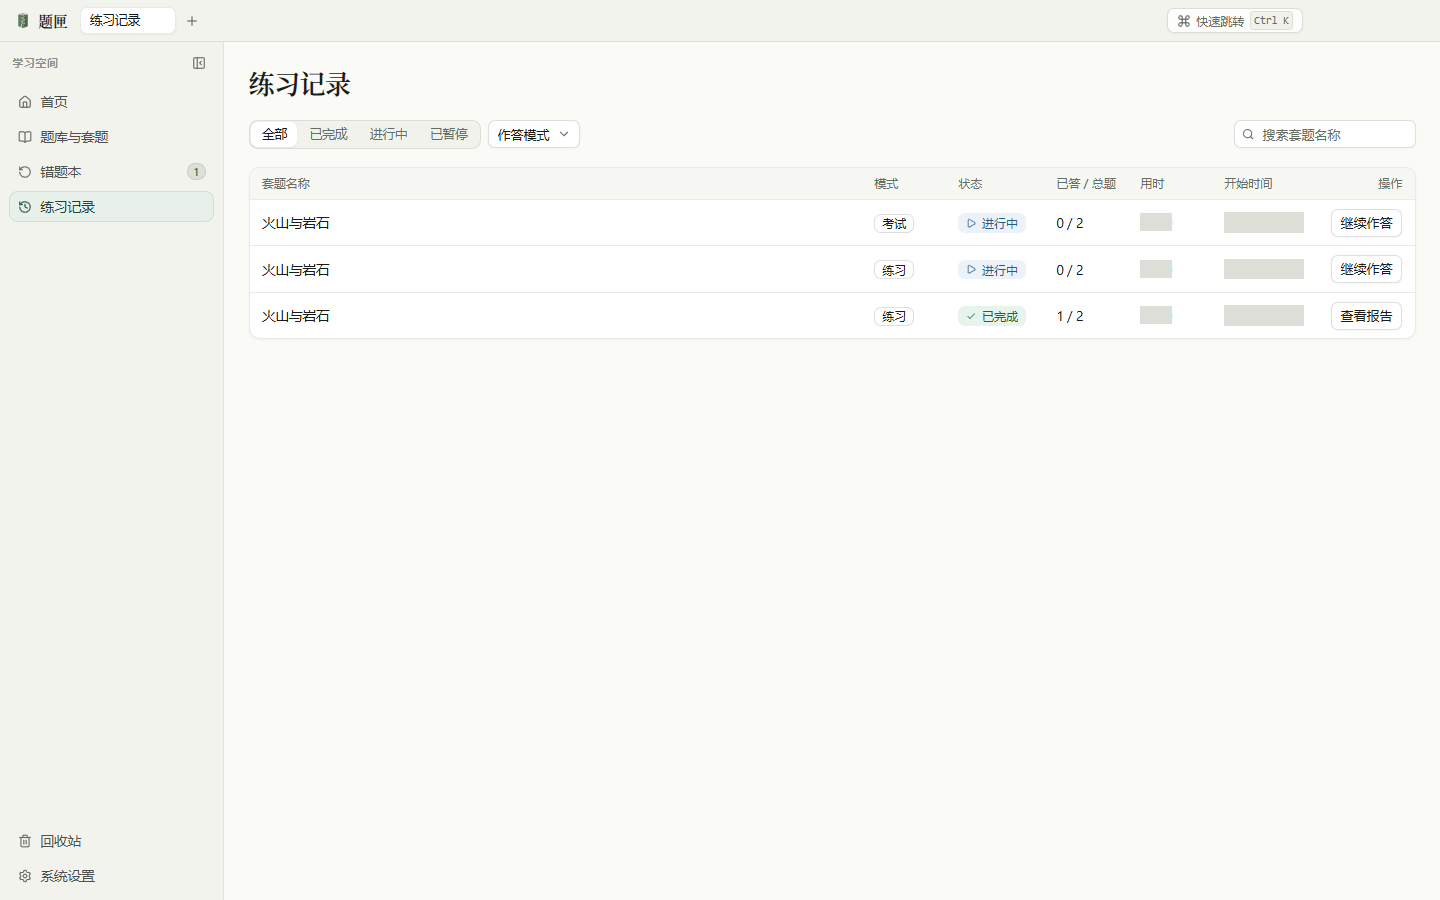 题匣 练习记录 快速跳转 Ctrl K
学习空间
首页
题库与套题
错题本 1
练习记录
回收站
系统设置
练习记录
全部 已完成 进行中 已暂停 作答模式 搜索套题名称
套题名称 模式 状态 已答 / 总题 用时 开始时间 操作
火山与岩石 考试 进行中 0 / 2 继续作答
火山与岩石 练习 进行中 0 / 2 继续作答
火山与岩石 练习 已完成 1 / 2 查看报告